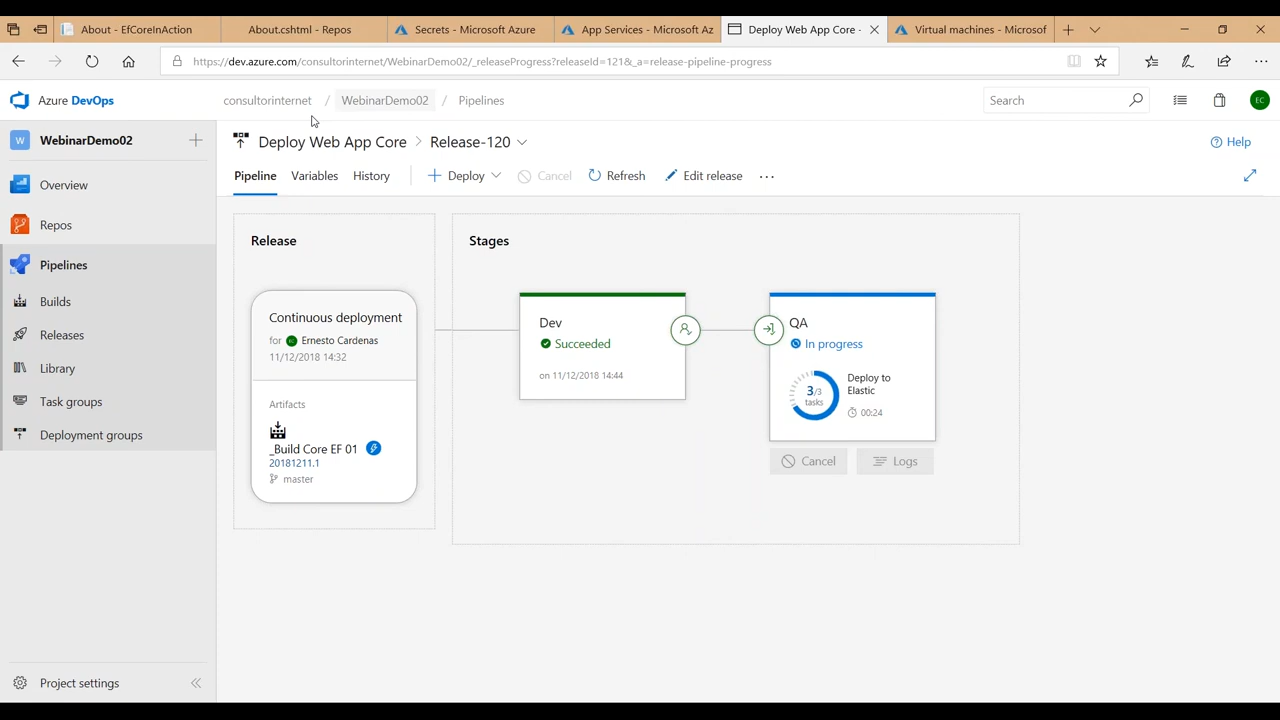 About - EfCoreInAction
About.cshtml - Repos
Secrets - Microsoft Azure
App Services - Microsoft Az
Deploy Web App Core -
Virtual machines - Microsof
https://dev.azure.com/consultorinternet/WebinarDemo02/_releaseProgress?releaseId=121&_a=release-pipeline-progress
Azure DevOps
consultorinternet / WebinarDemo02 / Pipelines
Search
EC
W WebinarDemo02
Deploy Web App Core > Release-120
Help
Overview
Repos
Pipelines
Builds
Releases
Library
Task groups
Deployment groups
Project settings
Pipeline Variables History
Deploy Cancel Refresh Edit release ...
Release
Continuous deployment
for EC Ernesto Cardenas
11/12/2018 14:32
Artifacts
_Build Core EF 01
20181211.1
master
Stages
Dev
Succeeded
on 11/12/2018 14:44
QA
In progress
3/3
tasks
Deploy to
Elastic
00:24
Cancel
Logs